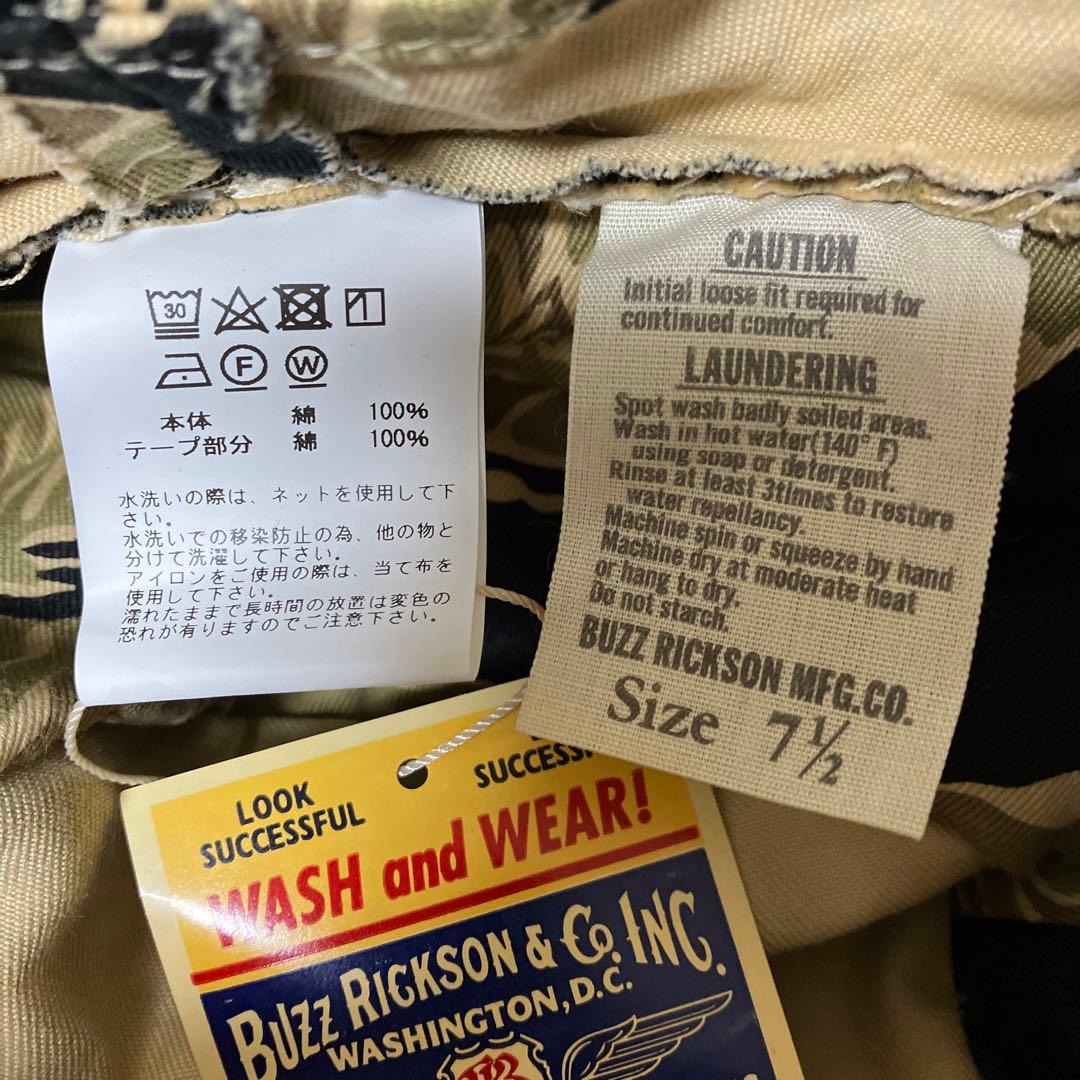 30
F W
本体 綿 100%
テープ部分 綿 100%
水洗いの際は、ネットを使用して下
さい。
水洗いでの移染防止の為、他の物と
分けて洗濯して下さい。
アイロンをご使用の際は、当て布を
使用して下さい。
濡れたままで長時間の放置は変色の
恐れが有りますのでご注意下さい。
CAUTION
Initial loose fit required for
continued comfort.
LAUNDERING
Spot wash badly soiled areas.
Wash in hot water(140° F)
using soap or detergent.
Rinse at least 3times to restore
water repellancy.
Machine spin or squeeze by hand
Machine dry at moderate heat
or hang to dry.
Do not starch.
BUZZ RICKSON MFG.CO.
Size 7½
LOOK
SUCCESSFUL
WASH and WEAR!
BUZZ RICKSON & Co INC.
WASHINGTON, D.C.